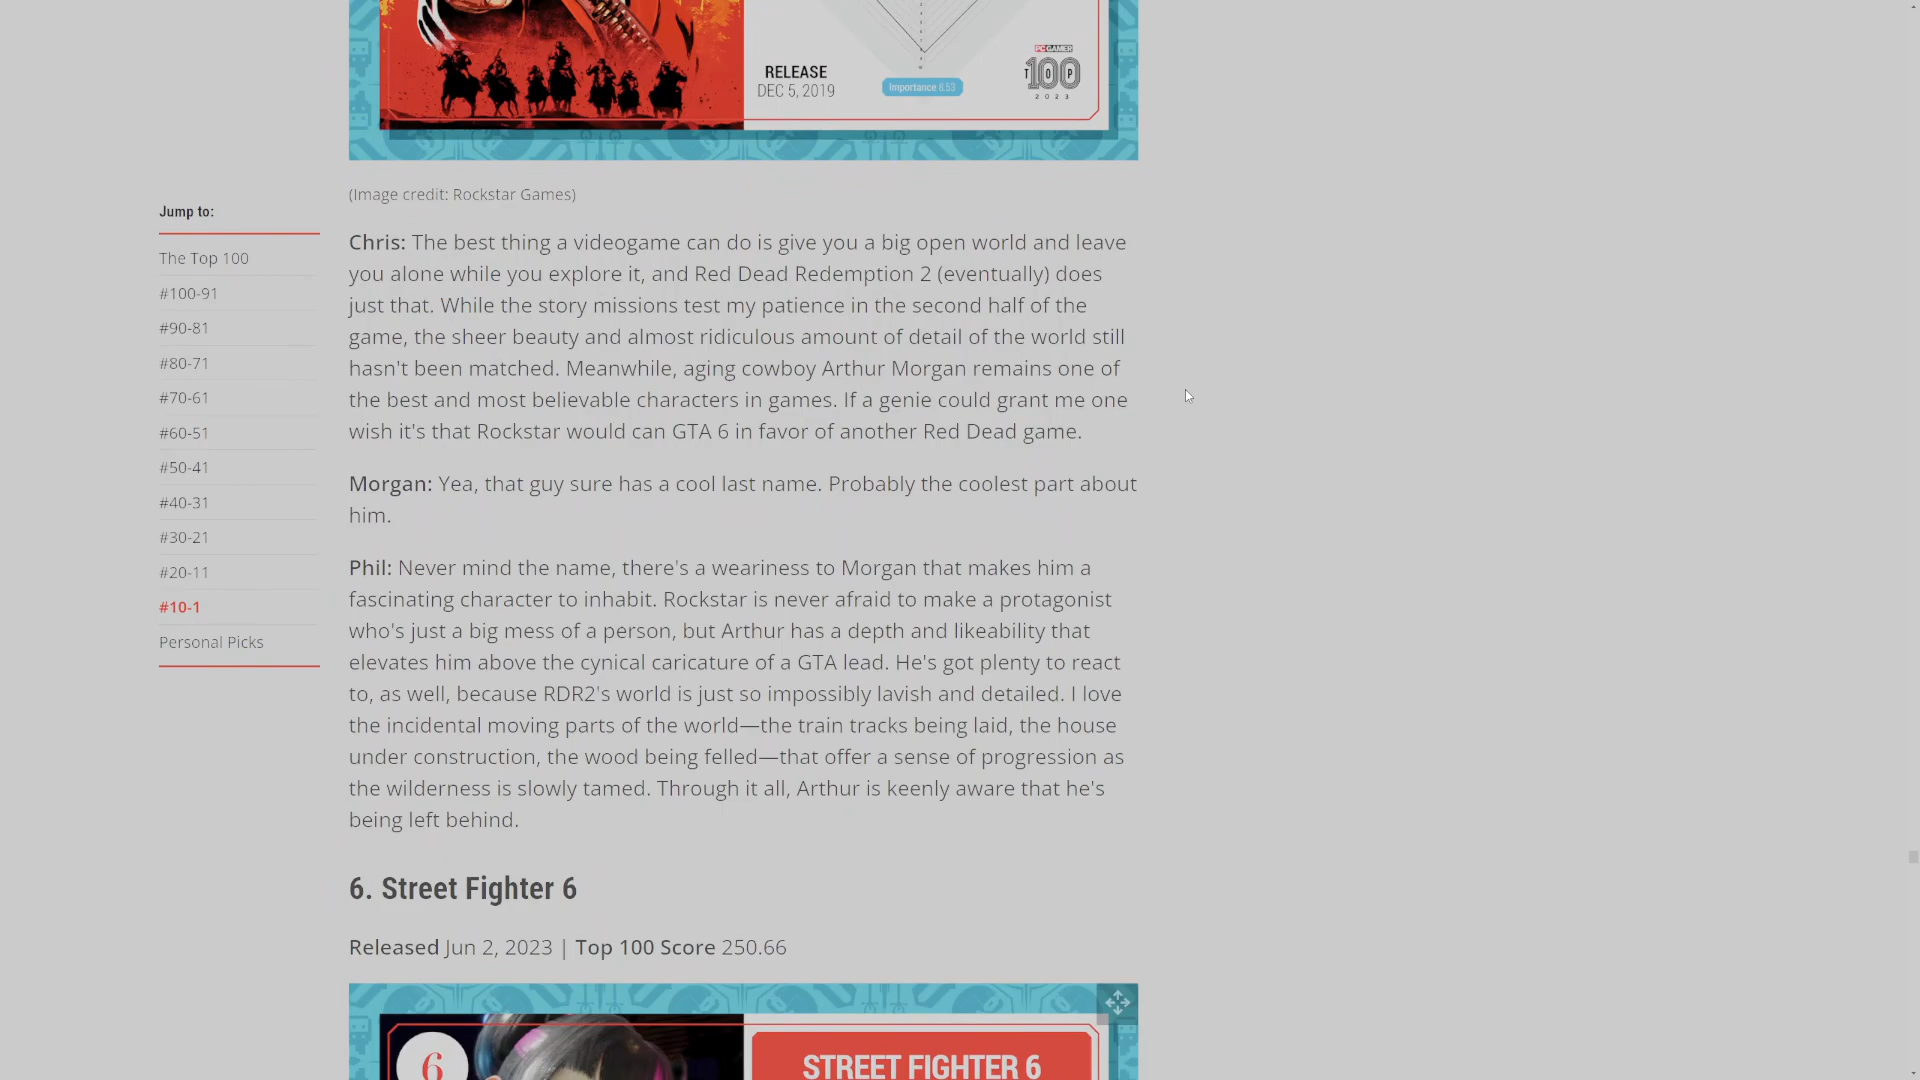 RELEASE
DEC 5, 2019
Importance 8.53
PC GAMER
TOP
100
2023
(Image credit: Rockstar Games)
Jump to:
The Top 100
#100-91
#90-81
#80-71
#70-61
#60-51
#50-41
#40-31
#30-21
#20-11
#10-1
Personal Picks
Chris: The best thing a videogame can do is give you a big open world and leave
you alone while you explore it, and Red Dead Redemption 2 (eventually) does
just that. While the story missions test my patience in the second half of the
game, the sheer beauty and almost ridiculous amount of detail of the world still
hasn't been matched. Meanwhile, aging cowboy Arthur Morgan remains one of
the best and most believable characters in games. If a genie could grant me one
wish it's that Rockstar would can GTA 6 in favor of another Red Dead game.
Morgan: Yea, that guy sure has a cool last name. Probably the coolest part about
him.
Phil: Never mind the name, there's a weariness to Morgan that makes him a
fascinating character to inhabit. Rockstar is never afraid to make a protagonist
who's just a big mess of a person, but Arthur has a depth and likeability that
elevates him above the cynical caricature of a GTA lead. He's got plenty to react
to, as well, because RDR2's world is just so impossibly lavish and detailed. I love
the incidental moving parts of the world—the train tracks being laid, the house
under construction, the wood being felled—that offer a sense of progression as
the wilderness is slowly tamed. Through it all, Arthur is keenly aware that he's
being left behind.
6. Street Fighter 6
Released Jun 2, 2023 | Top 100 Score 250.66
6
STREET FIGHTER 6